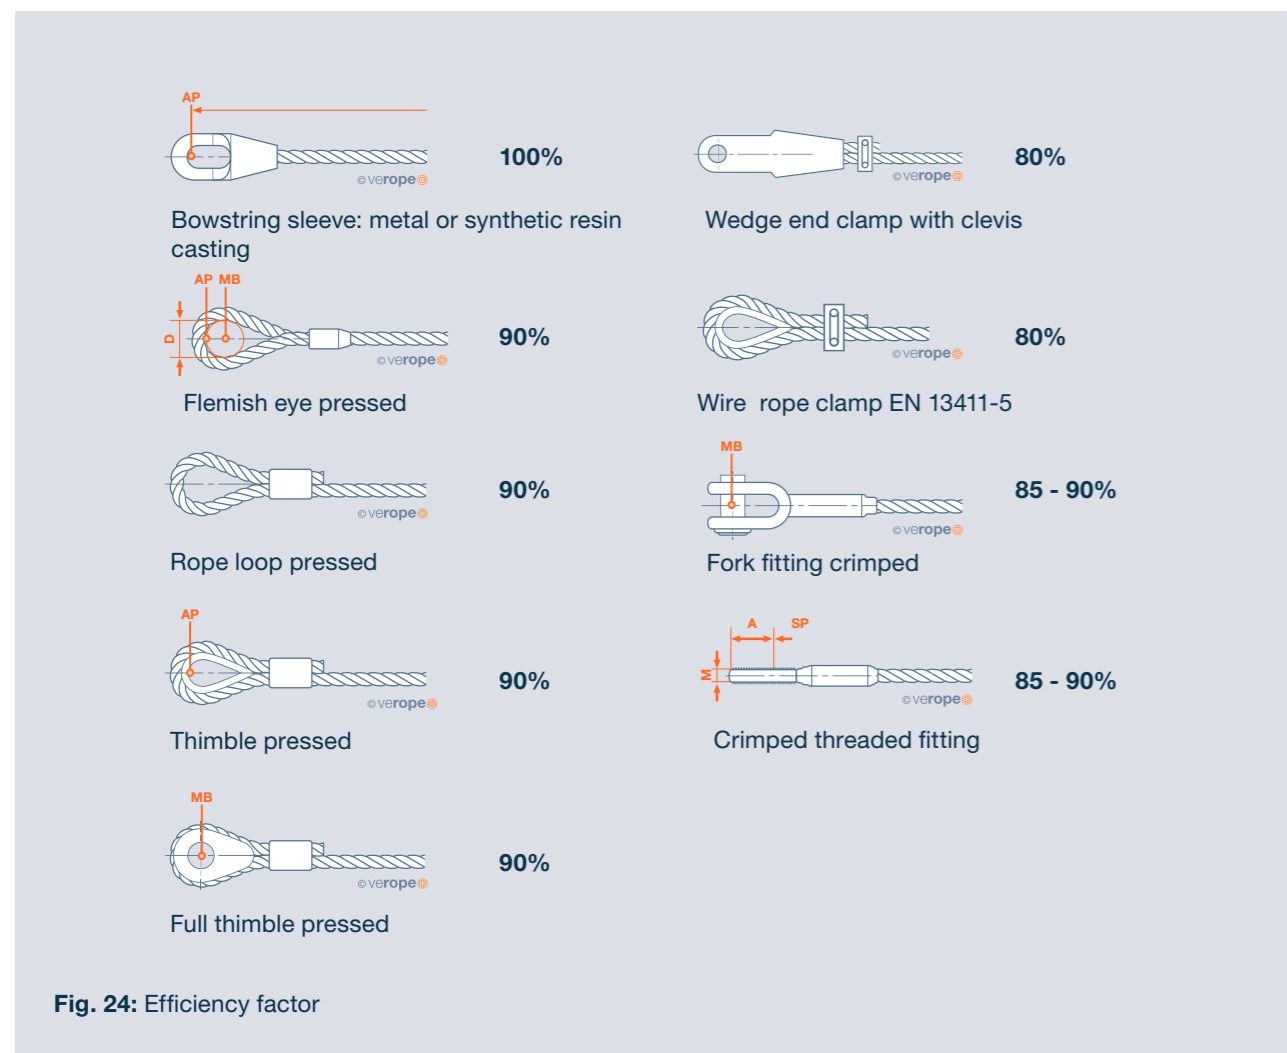 AP
100%
© verope
Bowstring sleeve: metal or synthetic resin
casting
AP MB
D
90%
© verope
Flemish eye pressed
90%
© verope
Rope loop pressed
AP
90%
© verope
Thimble pressed
MB
90%
© verope
Full thimble pressed
80%
© verope
Wedge end clamp with clevis
80%
© verope
Wire rope clamp EN 13411-5
MB
85 - 90%
© verope
Fork fitting crimped
A SP
M
85 - 90%
© verope
Crimped threaded fitting
Fig. 24: Efficiency factor